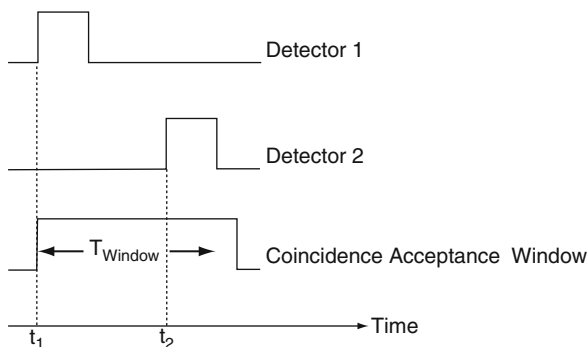 Detector 1
Detector 2
TWindow
Coincidence Acceptance Window
Time
t1
t2